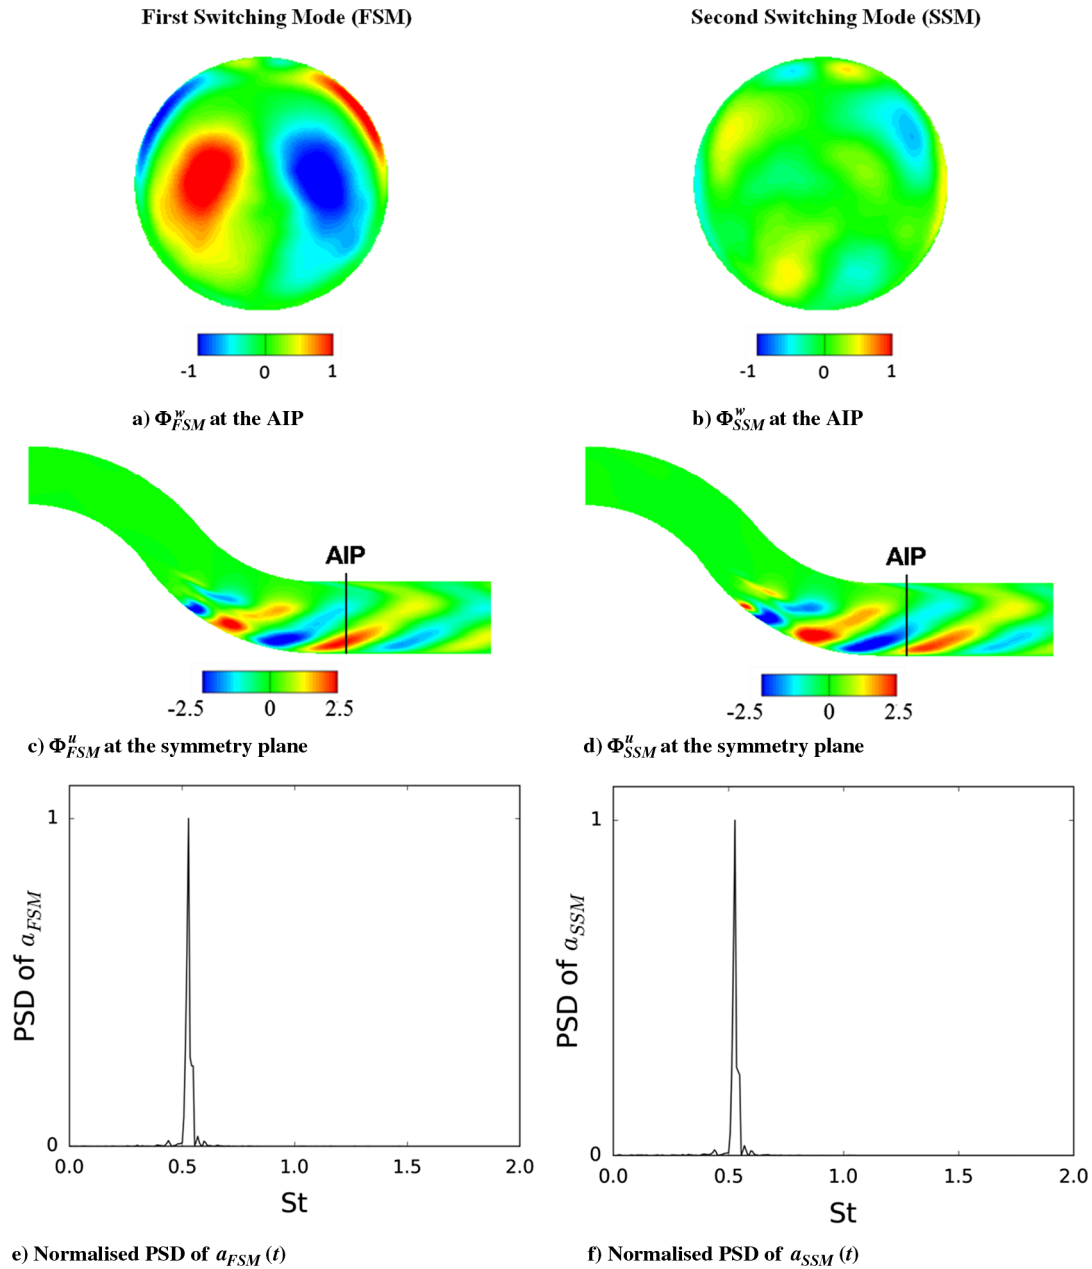 First Switching Mode (FSM)
Second Switching Mode (SSM)
-1 0 1
-1 0 1
a) Φ^w_FSM at the AIP
b) Φ^w_SSM at the AIP
AIP
AIP
-2.5 0 2.5
-2.5 0 2.5
c) Φ^u_FSM at the symmetry plane
d) Φ^u_SSM at the symmetry plane
1
0
PSD of a_FSM
0.0 0.5 1.0 1.5 2.0
St
1
0
PSD of a_SSM
0.0 0.5 1.0 1.5 2.0
St
e) Normalised PSD of a_FSM (t)
f) Normalised PSD of a_SSM (t)